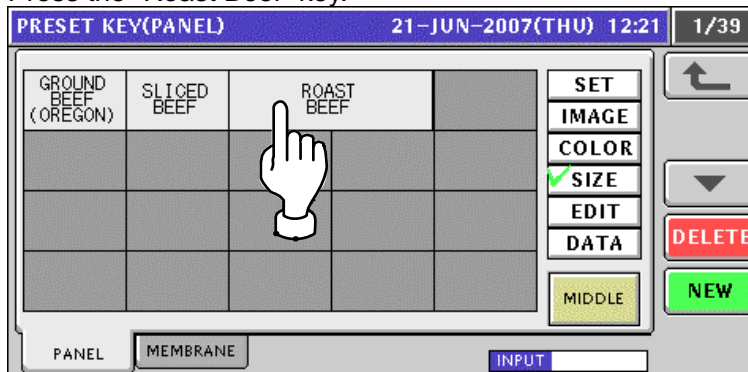 Press the "Roast Beef" key.
PRESET KEY(PANEL) 21-JUN-2007(THU) 12:21 1/39
GROUND
BEEF
(OREGON)
SLICED
BEEF
ROAST
BEEF
SET
IMAGE
COLOR
SIZE
EDIT
DATA
MIDDLE
DELETE
NEW
PANEL
MEMBRANE
INPUT